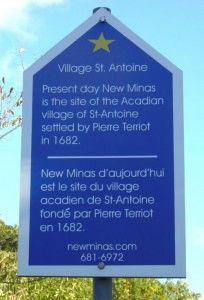 Village St. Antoine
Present day New Minas
is the site of the Acadian
village of St-Antoine
settled by Pierre Terriot
in 1682.
New Minas d'aujourd'hui
est le site du village
acadien de St-Antoine
fondé par Pierre Terriot
en 1682.
newminas.com
681-6972